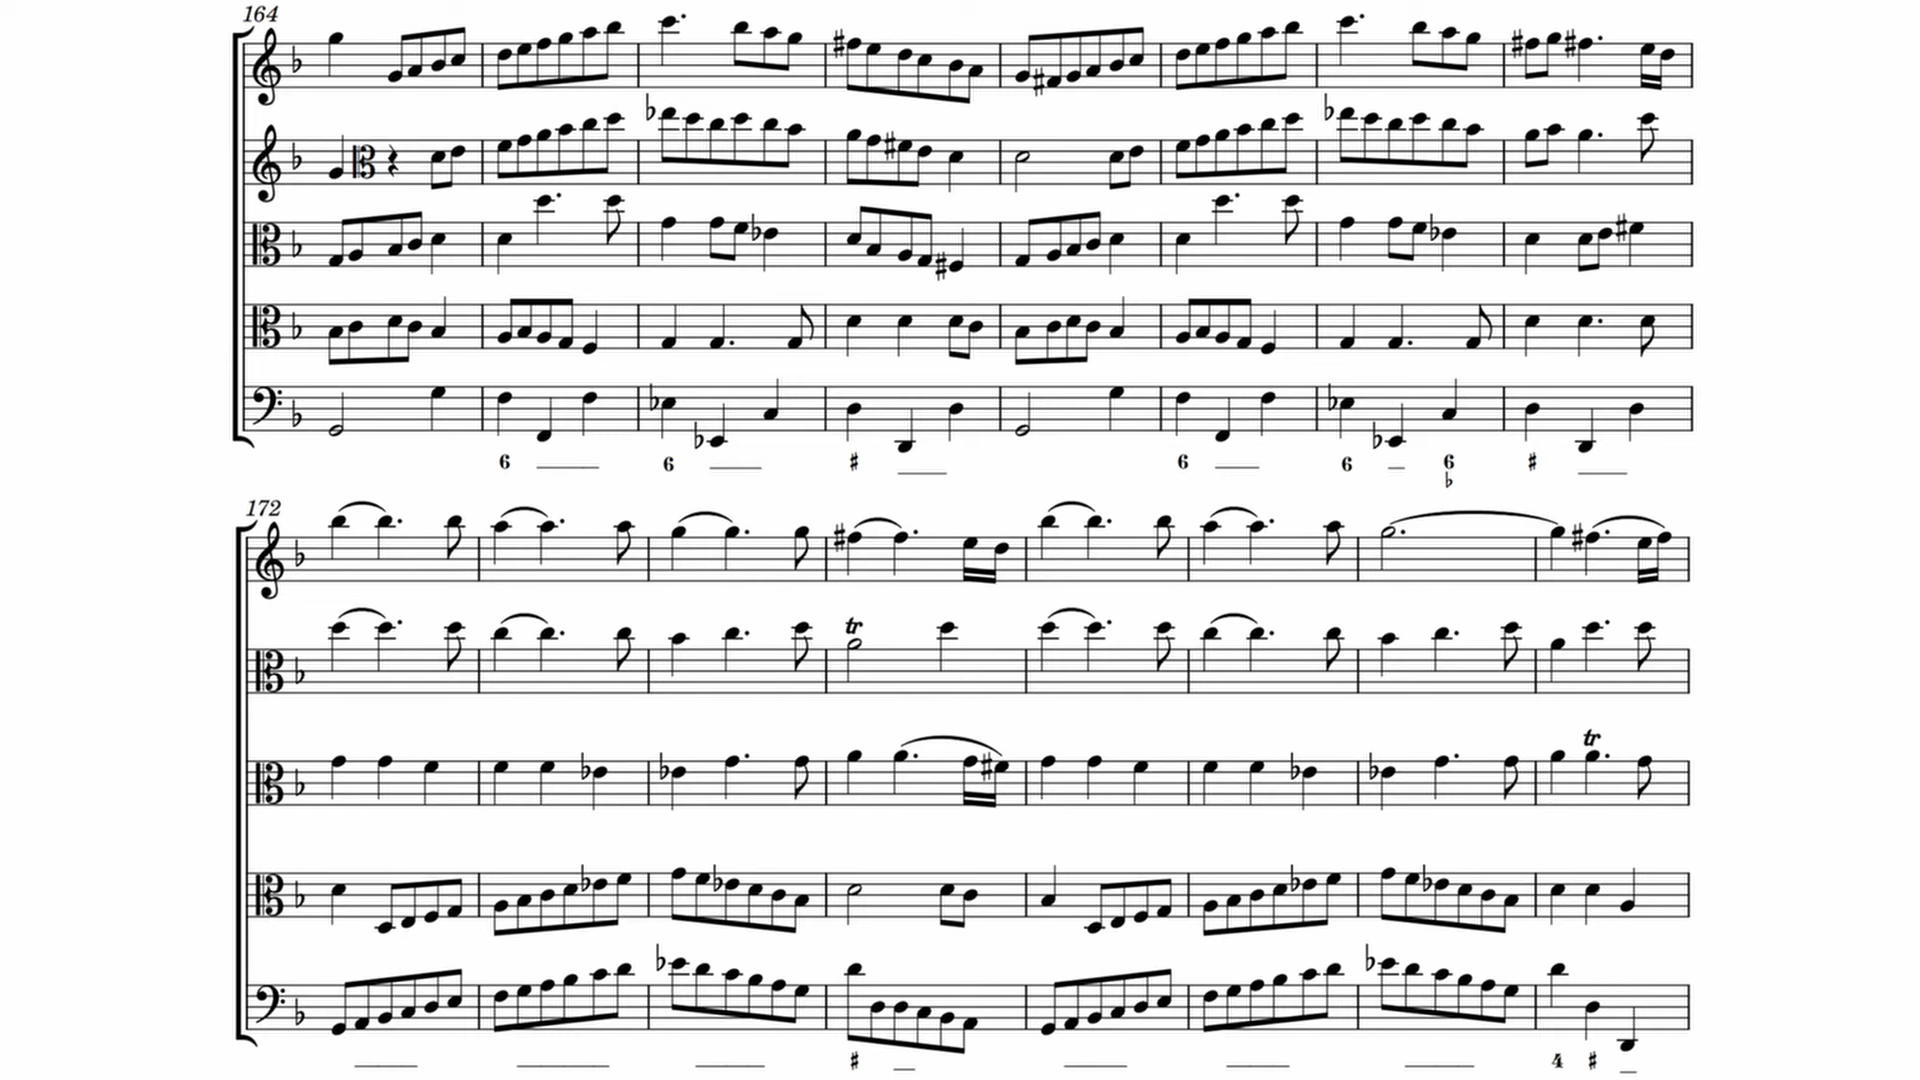 164
6 6 ♯ 6 6 6 ♯
♭
172
tr
tr
♯ 4 ♯